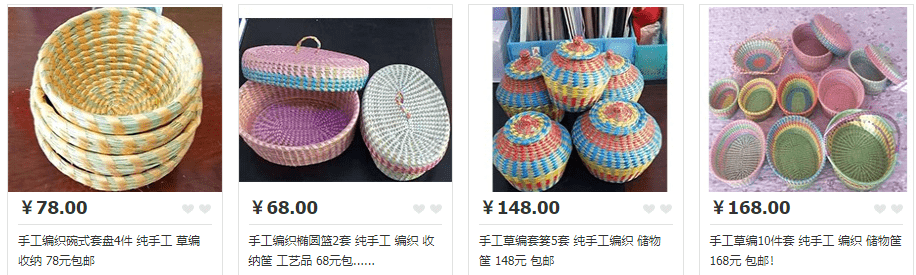 ￥78.00
手工编织碗式套盘4件 纯手工 草编
收纳 78元包邮
￥68.00
手工编织椭圆篮2套 纯手工 编织 收
纳筐 工艺品 68元包......
￥148.00
手工草编套篓5套 纯手工编织 储物
筐 148元 包邮
￥168.00
手工草编10件套 纯手工 编织 储物筐
168元 包邮!